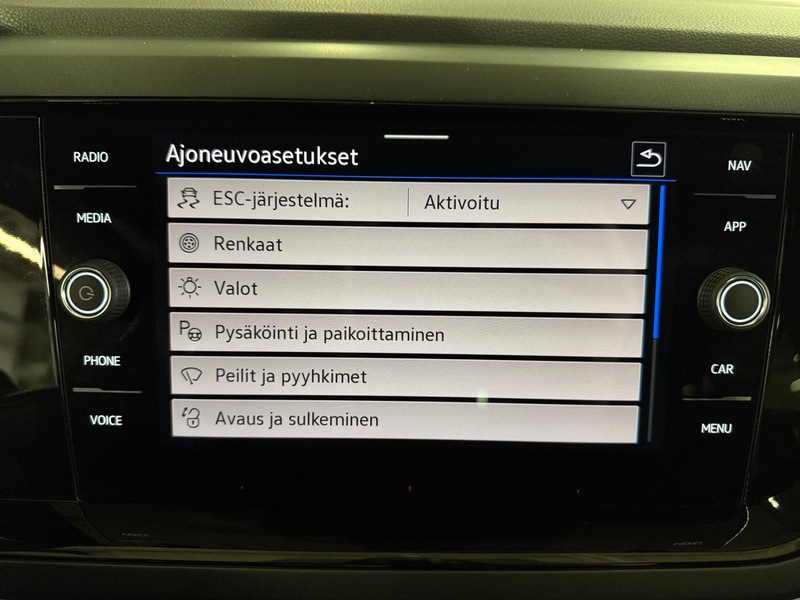 RADIO
MEDIA
PHONE
VOICE
Ajoneuvoasetukset
ESC-järjestelmä: Aktivoitu
Renkaat
Valot
Pysäköinti ja paikoittaminen
Peilit ja pyyhkimet
Avaus ja sulkeminen
NAV
APP
CAR
MENU